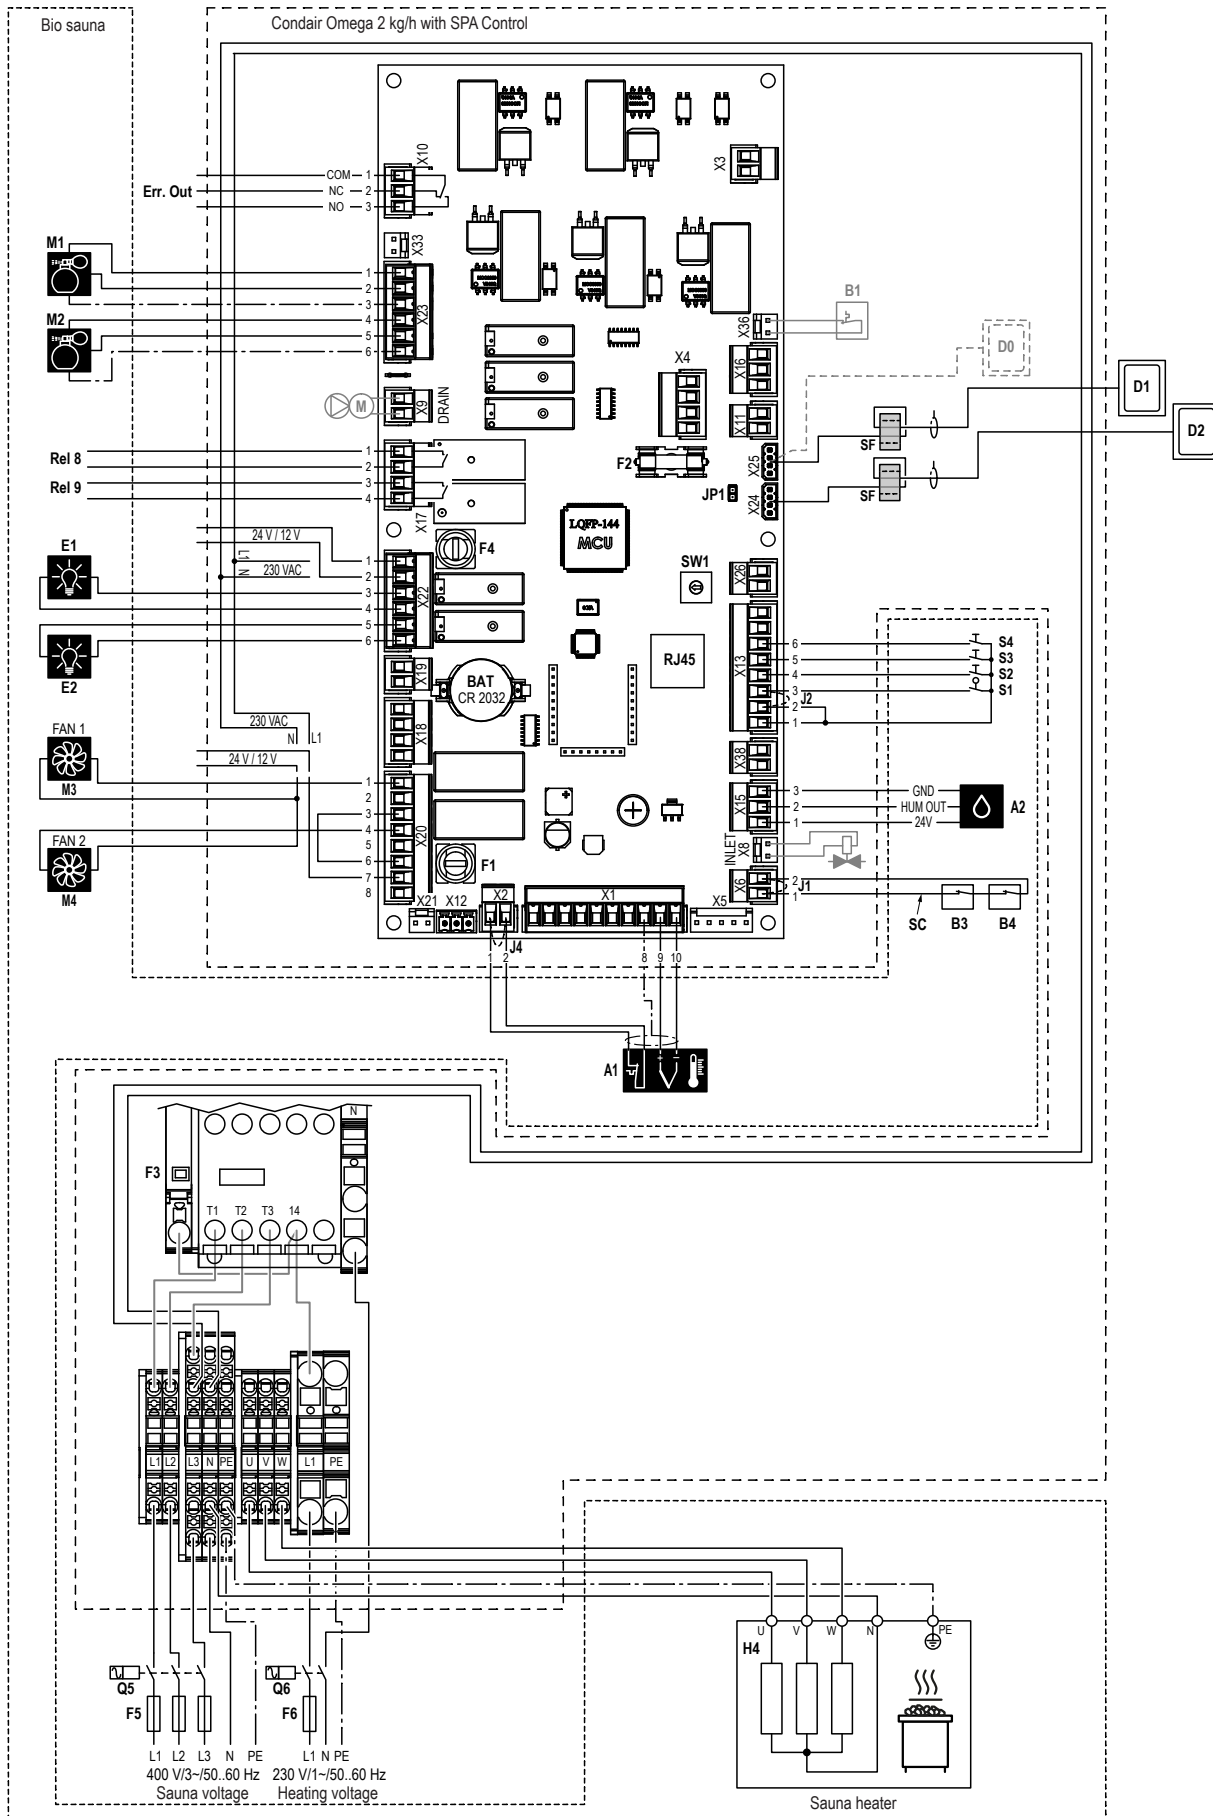 Bio sauna
Condair Omega 2 kg/h with SPA Control
X10
X3
COM 1
Err. Out NC 2
NO 3
X33
M1
1
2
3
X23
M2
4
5
6
B1
X36
D0
X4
X16
D1
X9
DRAIN
M
X11
D2
SF
Rel 8
1
2
F2
X25
Rel 9
3
4
JP1
X24
SF
X17
LQFP-144
MCU
24 V / 12 V
F4
E1
L1
N
230 VAC
1
2
3
4
5
6
X22
SW1
X26
E2
RJ45
X13
6 S4
5 S3
4 S2
3 S1
2 J2
1
X19
BAT
CR 2032
230 VAC
N L1
X18
FAN 1
24 V / 12 V
M3
X38
1
2
3
4
5
6
7
8
X20
X15
3 GND
2 HUM OUT A2
1 24V
FAN 2
M4
F1
INLET
X8
X6
2 J1
1
SC B3 B4
X21 X12 X2 X1 X5
J4
1 2 8 9 10
A1
+ −
N
F3
T1 T2 T3 14
L1 L2 L3 N PE U V W L1 PE
Q5
Q6
F5
F6
U V W N PE
H4
L1 L2 L3 N PE
L1 N PE
400 V/3~/50..60 Hz
230 V/1~/50..60 Hz
Sauna voltage
Heating voltage
Sauna heater